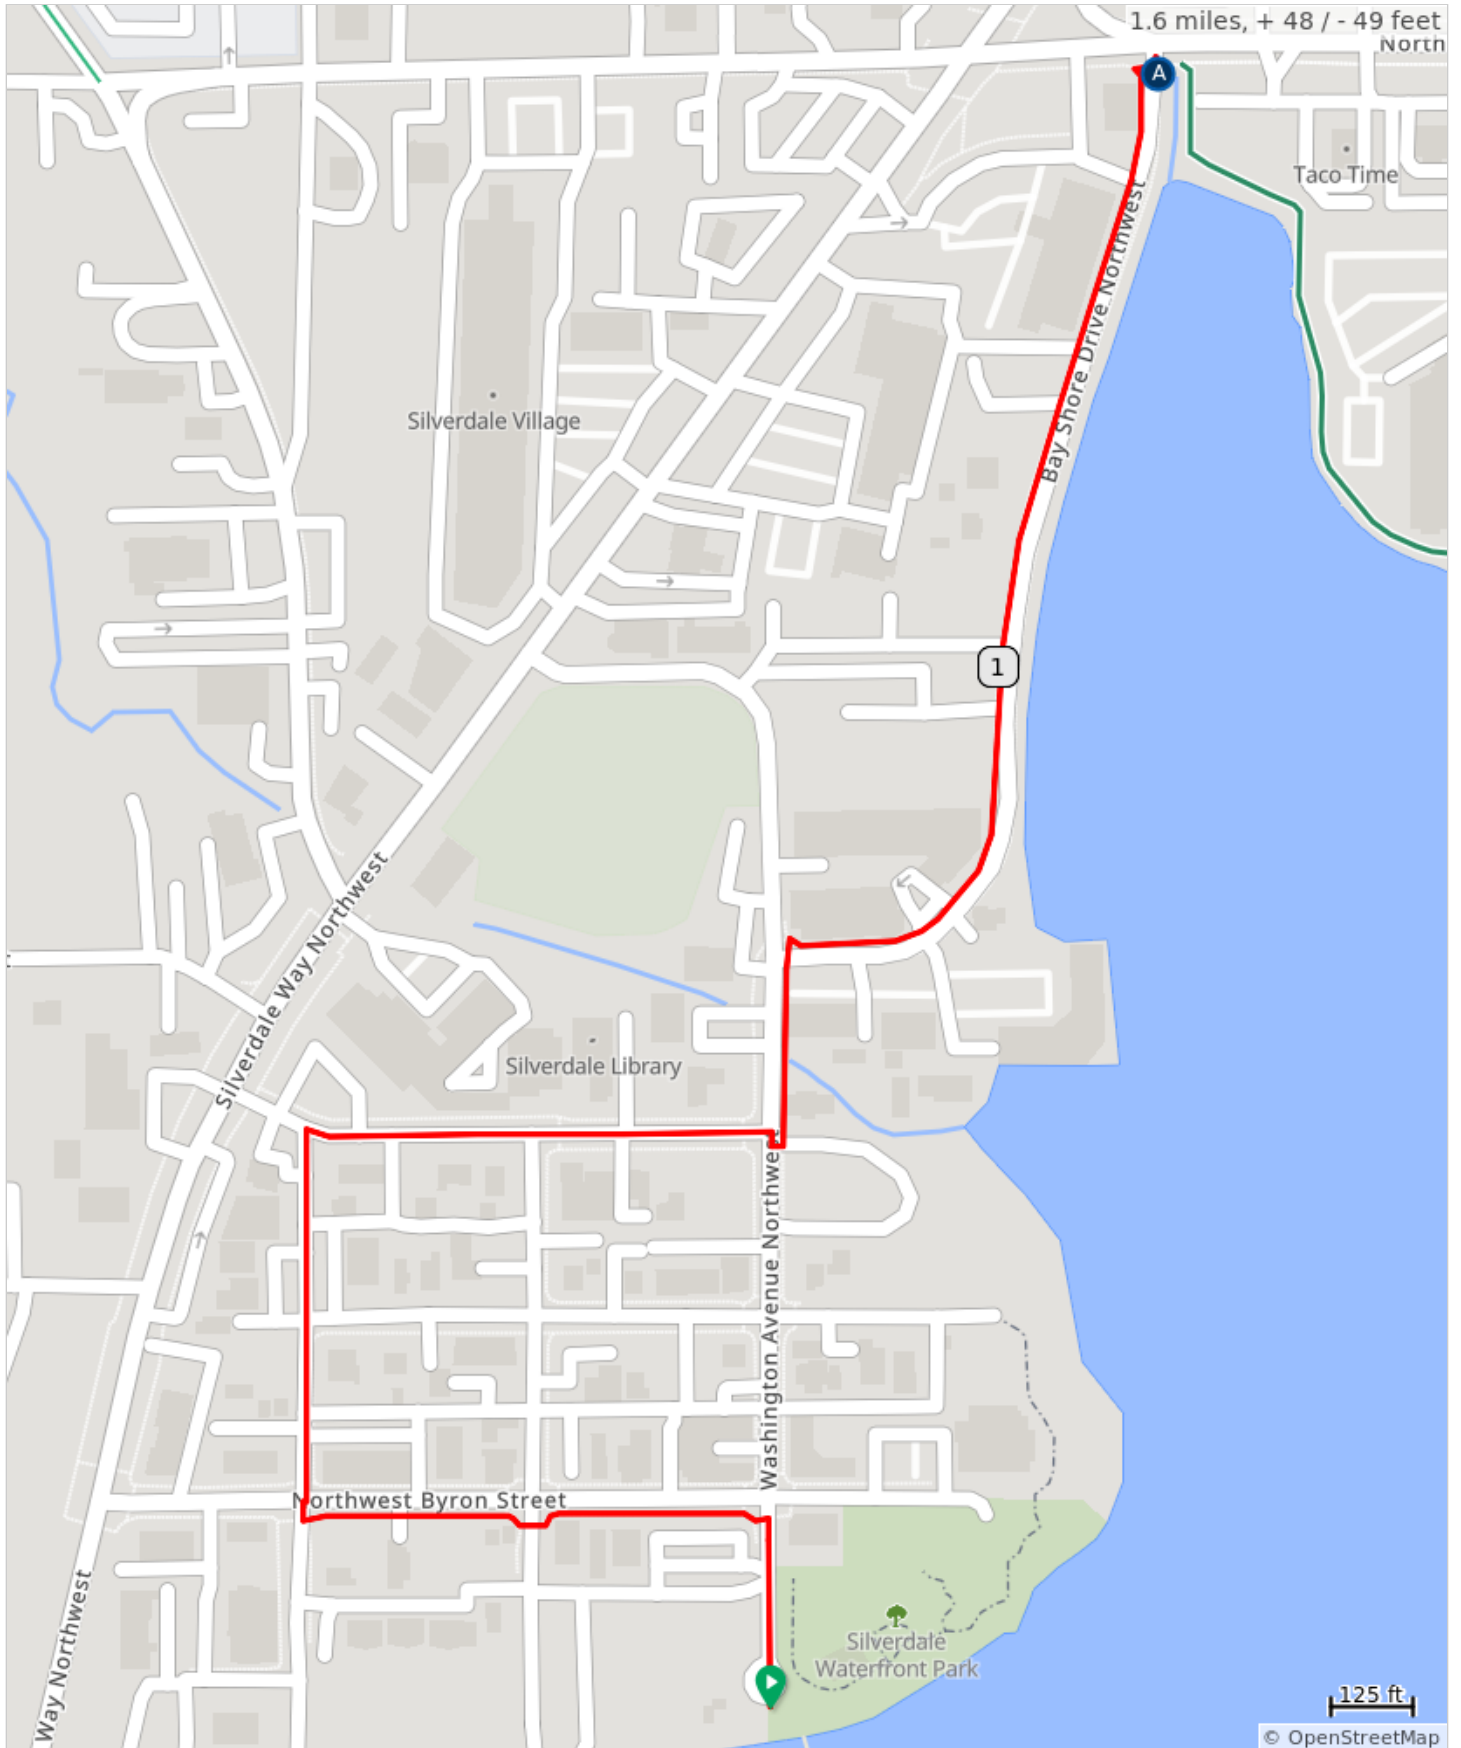 1.6 miles, + 48 / - 49 feet
North
A
Taco Time
Bay Shore Drive Northwest
Silverdale Village
1
Silverdale Way Northwest
Silverdale Library
Washington Avenue Northwest
Northwest Byron Street
Silverdale
Waterfront Park
Way Northwest
125 ft
© OpenStreetMap